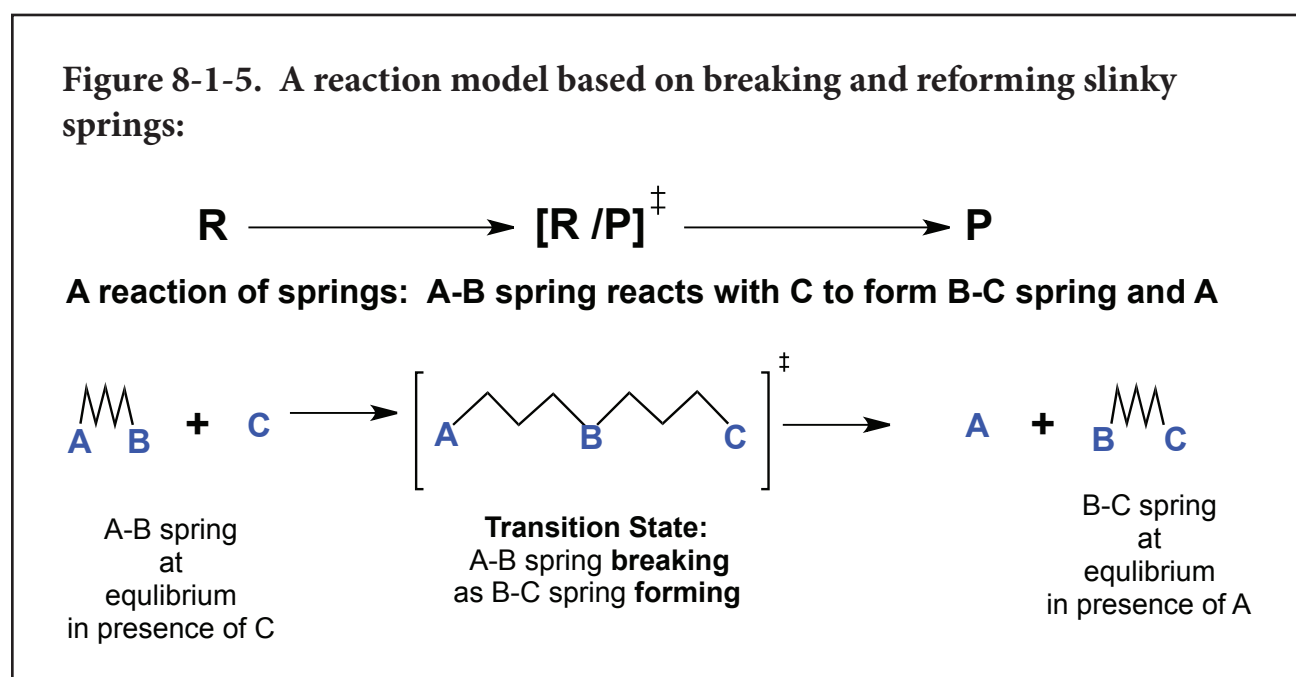 Figure 8-1-5. A reaction model based on breaking and reforming slinky
springs:
R [R /P]‡ P
A reaction of springs: A-B spring reacts with C to form B-C spring and A
A B + C A B C ‡ A + B C
A-B spring
at
equlibrium
in presence of C
Transition State:
A-B spring breaking
as B-C spring forming
B-C spring
at
equlibrium
in presence of A